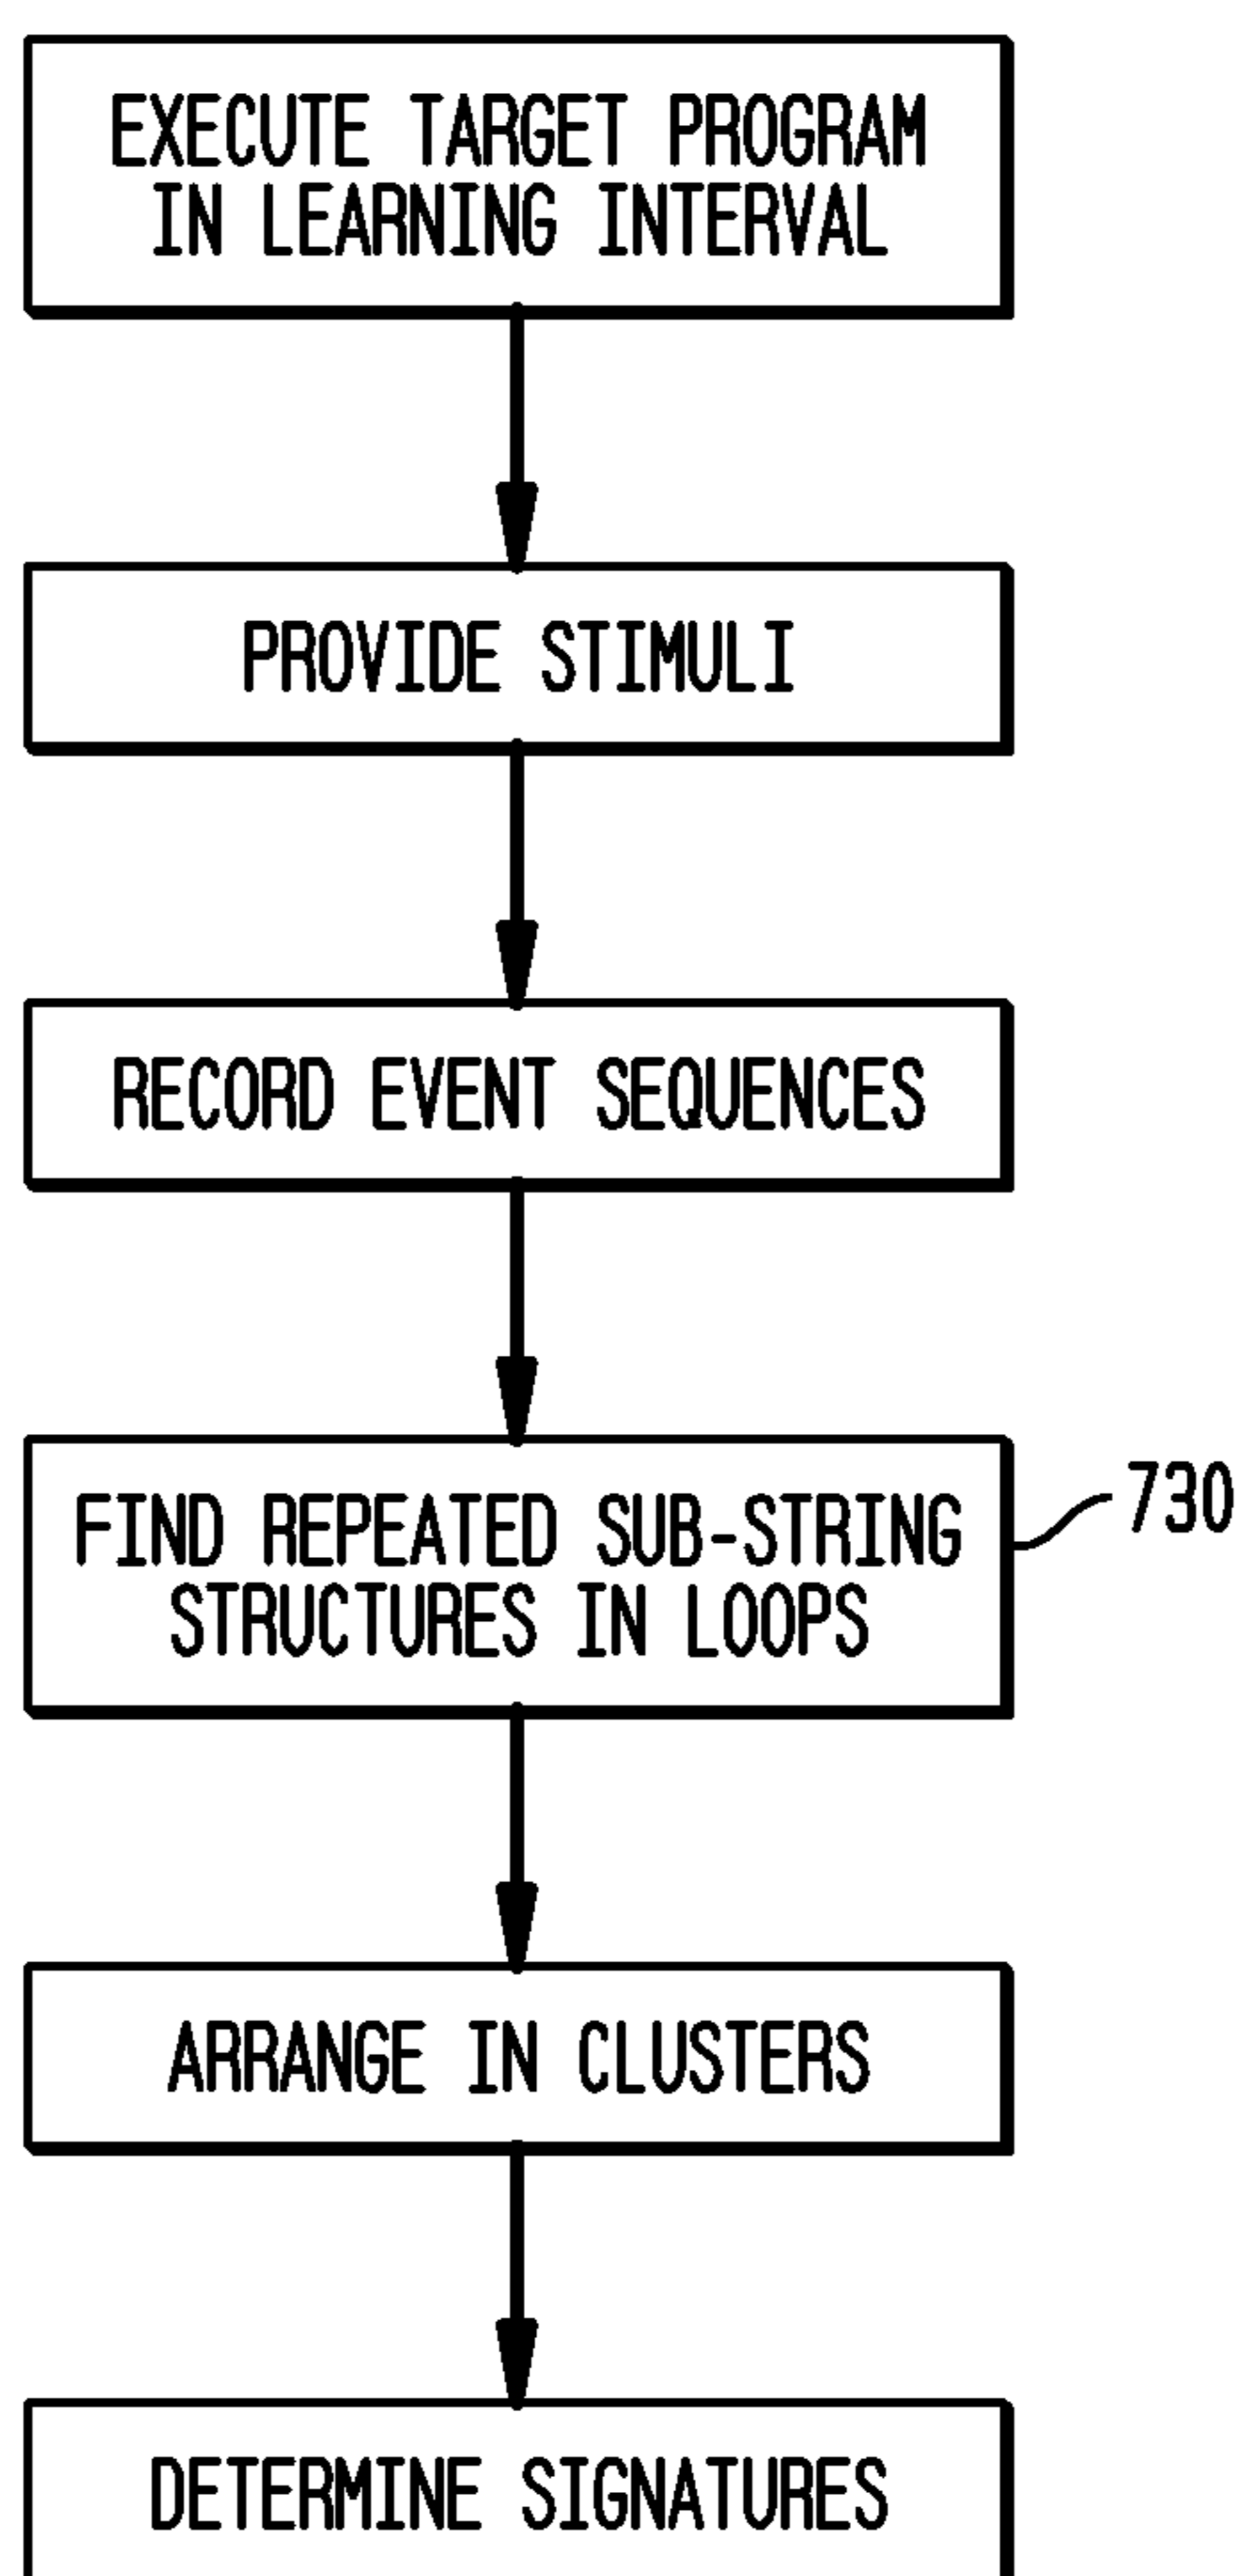 EXECUTE TARGET PROGRAM
IN LEARNING INTERVAL
PROVIDE STIMULI
RECORD EVENT SEQUENCES
FIND REPEATED SUB-STRING
STRUCTURES IN LOOPS
730
ARRANGE IN CLUSTERS
DETERMINE SIGNATURES